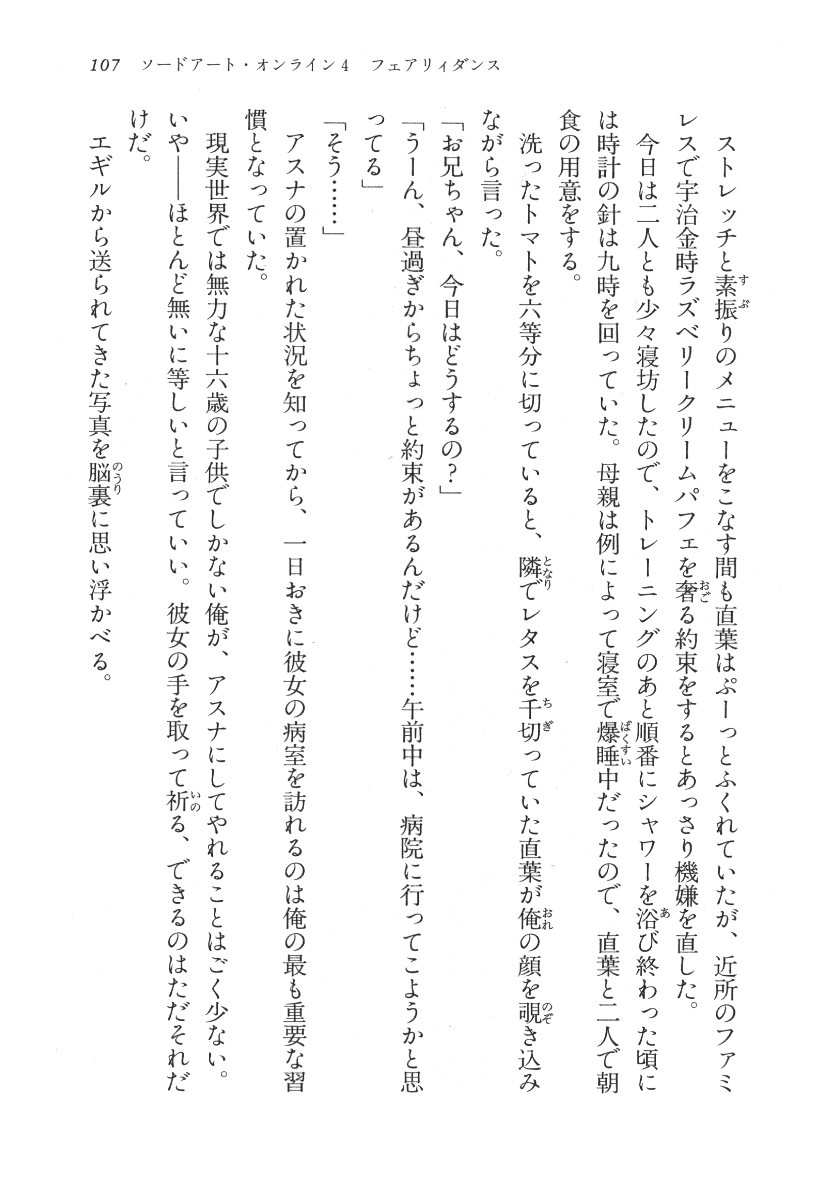 107 ソードアート・オンライン4 フェアリィダンス
ストレッチと素振りのメニューをこなす間も直葉はぷーっとふくれていたが、近所のファミ
レスで宇治金時ラズベリークリームパフェを奢る約束をするとあっさり機嫌を直した。
今日は二人とも少々寝坊したので、トレーニングのあと順番にシャワーを浴び終わった頃に
は時計の針は九時を回っていた。母親は例によって寝室で爆睡中だったので、直葉と二人で朝
食の用意をする。
洗ったトマトを六等分に切っていると、隣でレタスを千切っていた直葉が俺の顔を覗き込み
ながら言った。
「お兄ちゃん、今日はどうするの?」
「うーん、昼過ぎからちょっと約束があるんだけど……午前中は、病院に行ってこようかと思
ってる」
「そう……」
アスナの置かれた状況を知ってから、一日おきに彼女の病室を訪れるのは俺の最も重要な習
慣となっていた。
現実世界では無力な十六歳の子供でしかない俺が、アスナにしてやれることはごく少ない。
いや――ほとんど無いに等しいと言っていい。彼女の手を取って祈る、できるのはただそれだ
けだ。
エギルから送られてきた写真を脳裏に思い浮かべる。